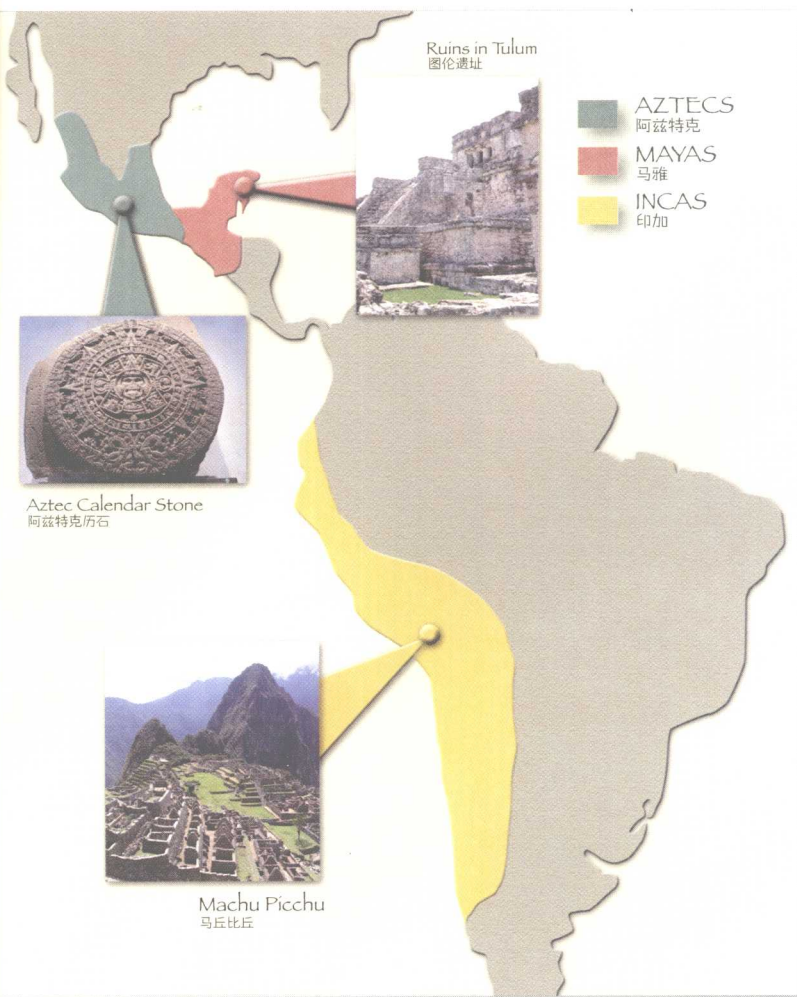 Ruins in Tulum
图伦遗址
AZTECS
阿兹特克
MAYAS
马雅
INCAS
印加
Aztec Calendar Stone
阿兹特克历石
Machu Picchu
马丘比丘